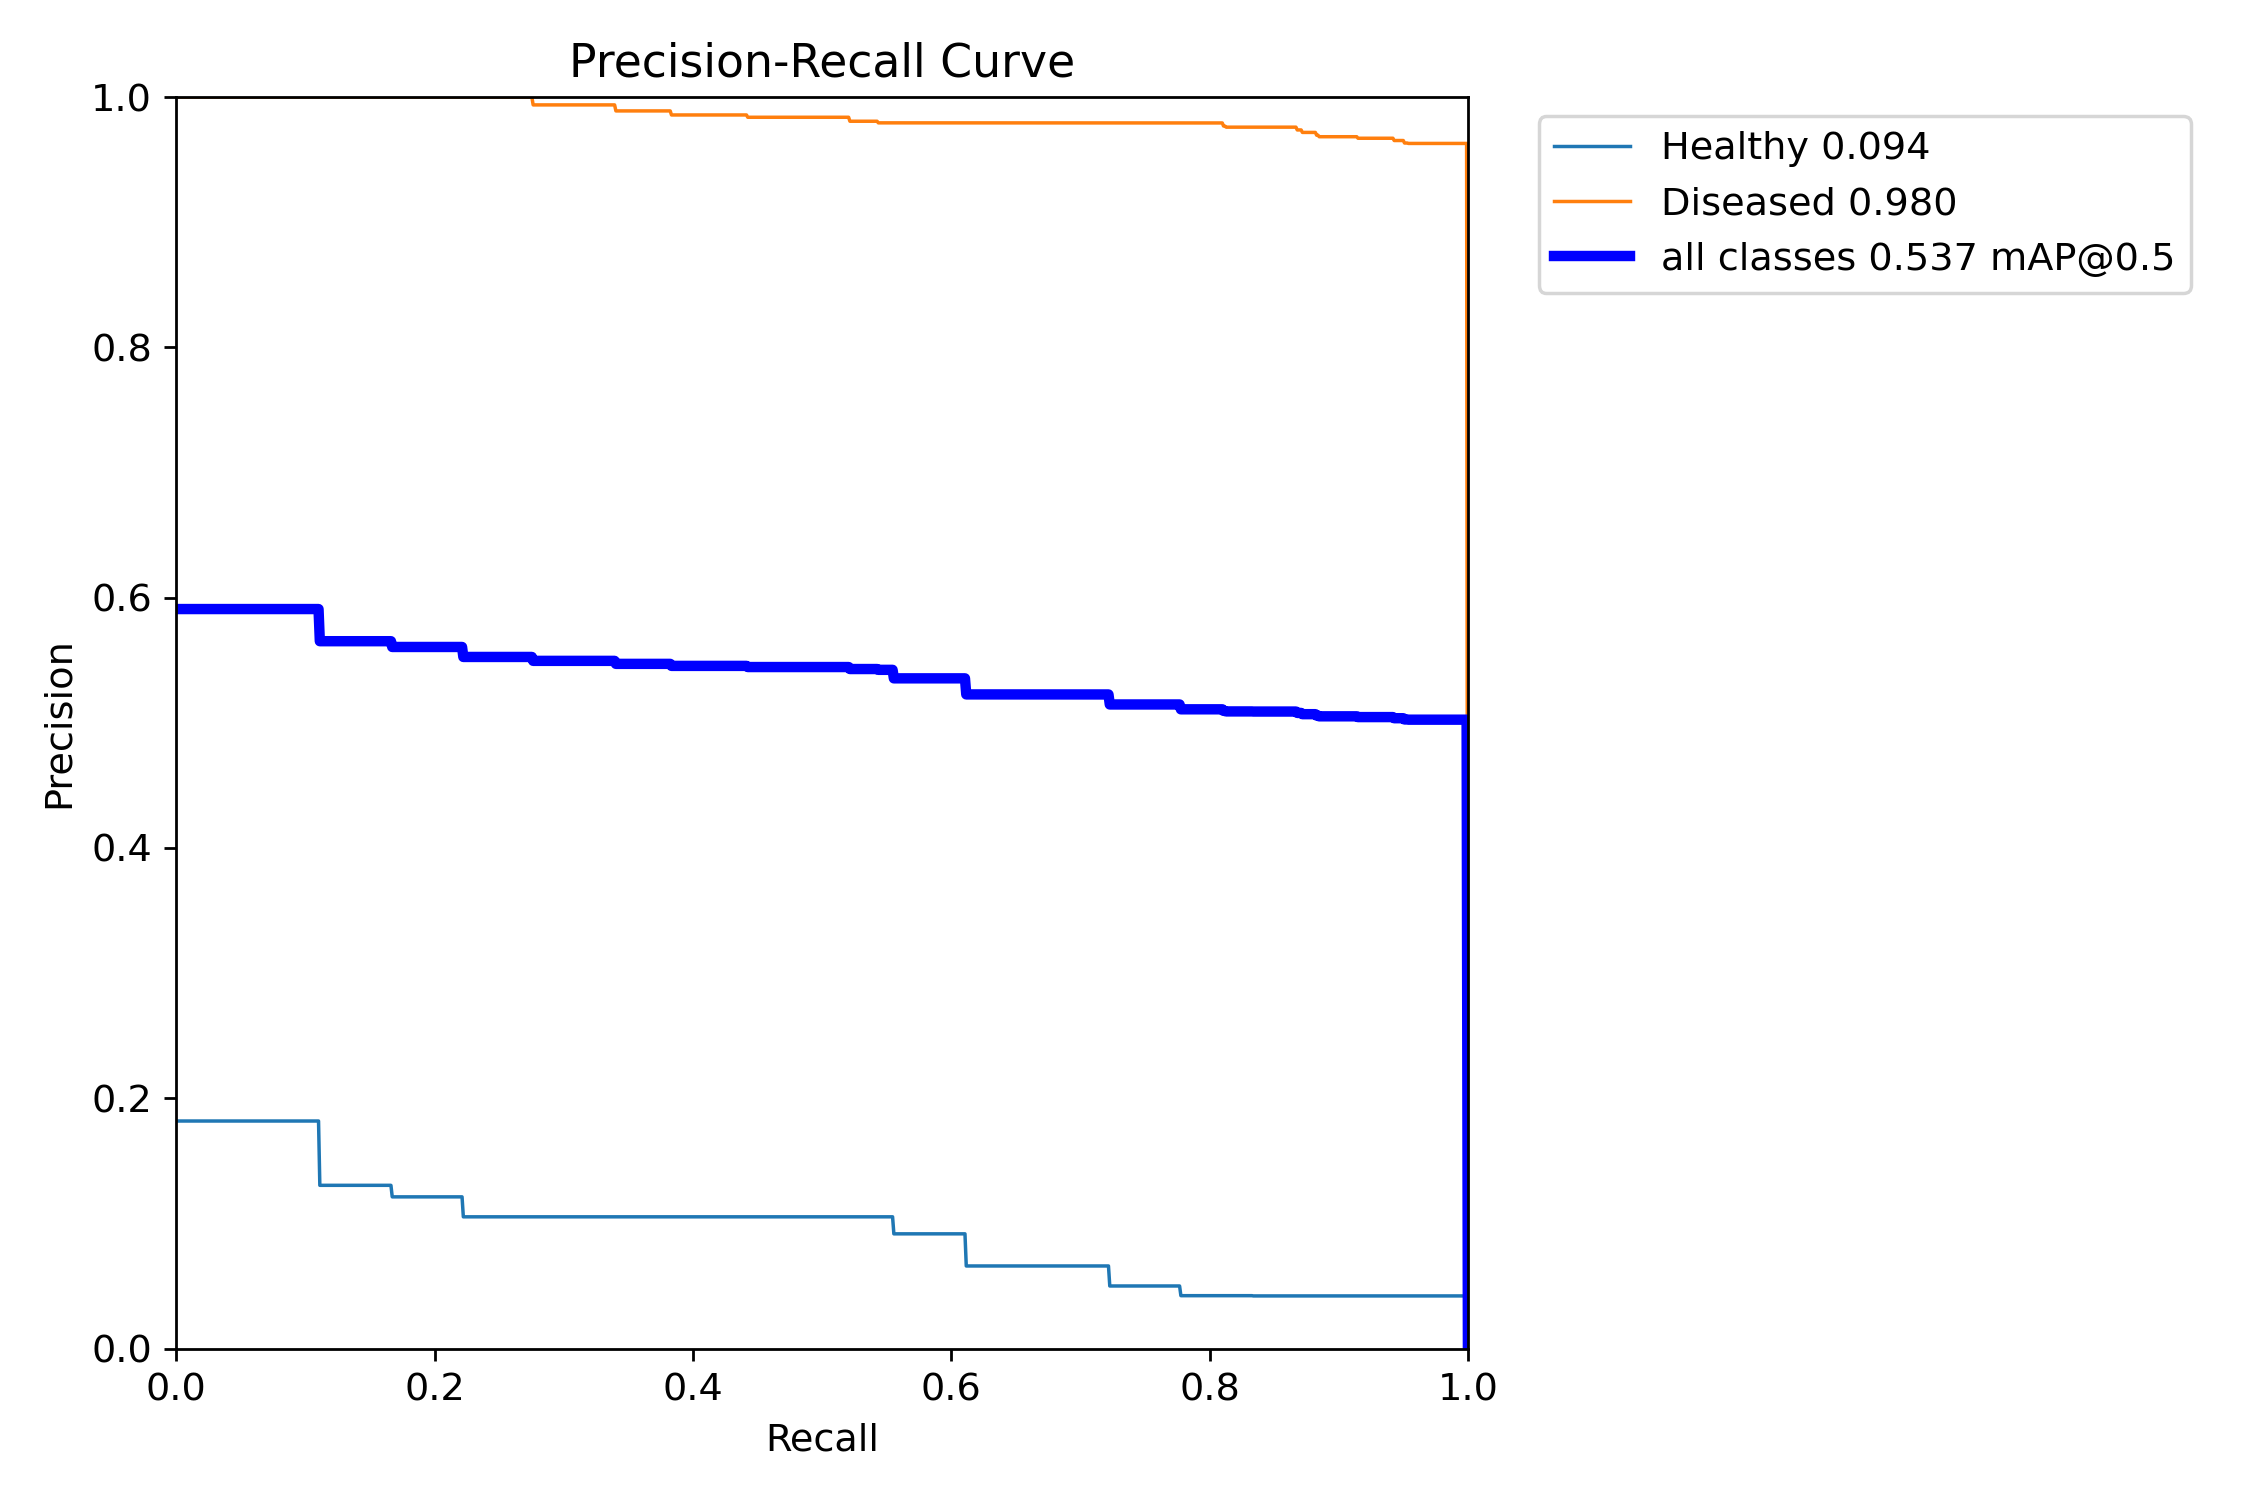 Precision-Recall Curve
1.0
0.8
0.6
0.4
0.2
0.0
Precision
0.0 0.2 0.4 0.6 0.8 1.0
Recall
Healthy 0.094
Diseased 0.980
all classes 0.537 mAP@0.5